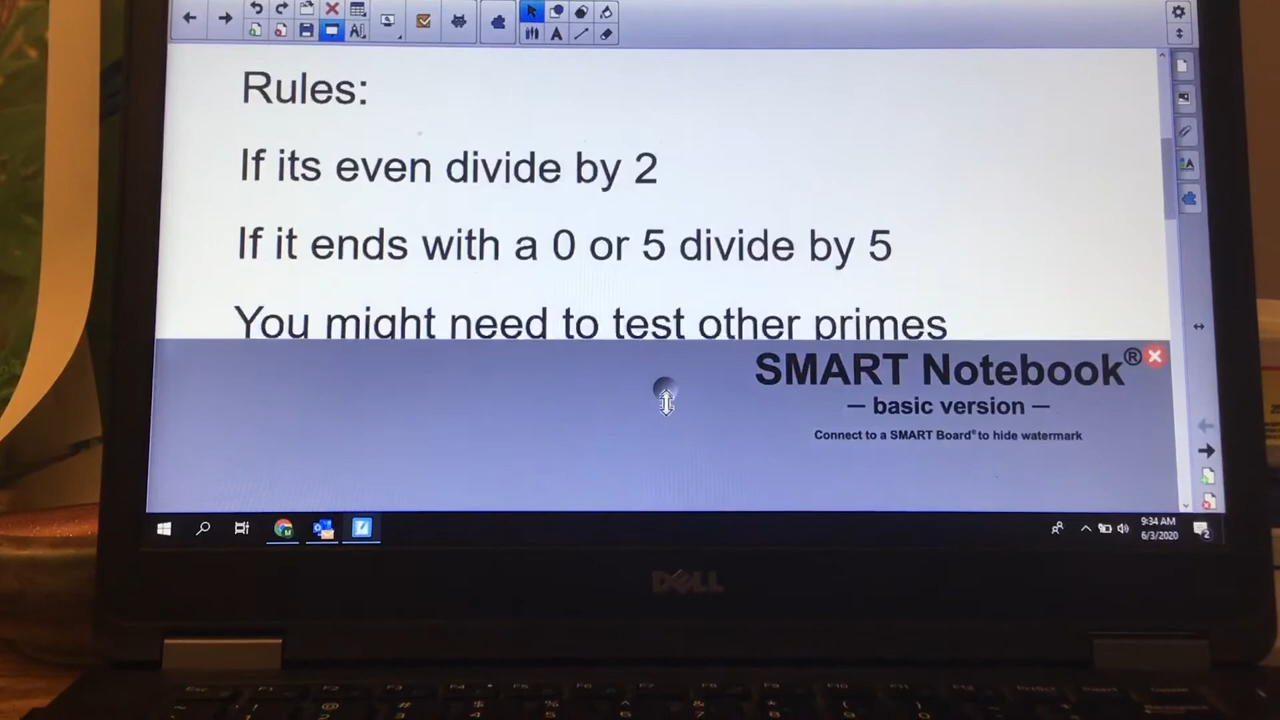 Rules:
If its even divide by 2
If it ends with a 0 or 5 divide by 5
You might need to test other primes
SMART Notebook®
— basic version —
Connect to a SMART Board® to hide watermark
9:34 AM
6/3/2020
2
DELL